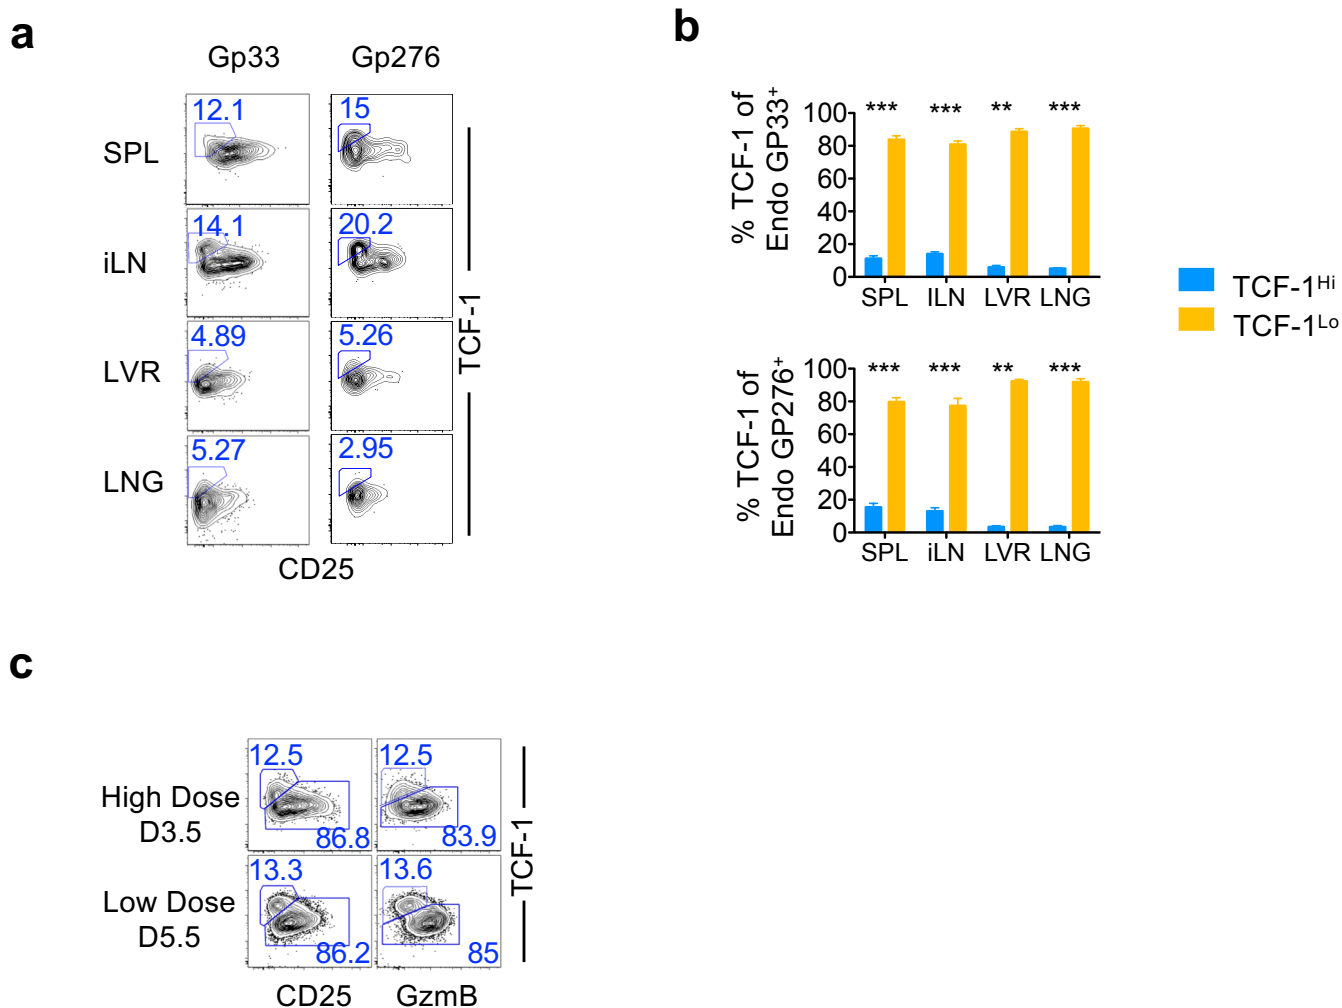 a
Gp33 Gp276
SPL 12.1 15
iLN 14.1 20.2
LVR 4.89 5.26
LNG 5.27 2.95
TCF-1
CD25
b
% TCF-1 of
Endo GP33+
100
80
60
40
20
0
*** *** ** ***
SPL ILN LVR LNG
TCF-1Hi
TCF-1Lo
% TCF-1 of
Endo GP276+
100
80
60
40
20
0
*** *** ** ***
SPL iLN LVR LNG
c
High Dose
D3.5
12.5 12.5
86.8 83.9
Low Dose
D5.5
13.3 13.6
86.2 85
TCF-1
CD25 GzmB